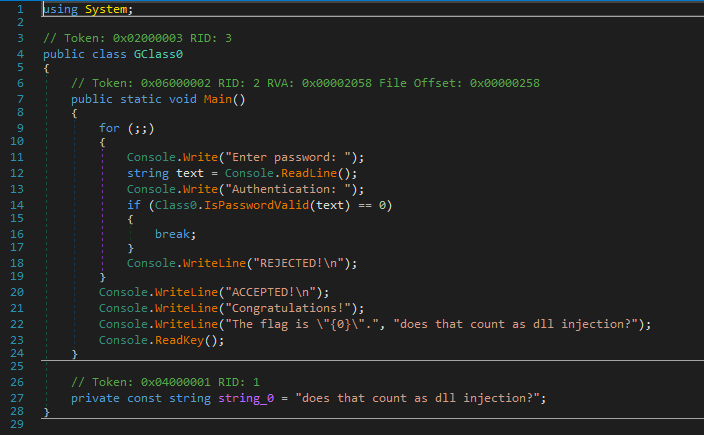 1 using System;
2
3 // Token: 0x02000003 RID: 3
4 public class GClass0
5 {
6 // Token: 0x06000002 RID: 2 RVA: 0x00002058 File Offset: 0x00000258
7 public static void Main()
8 {
9 for (;;)
10 {
11 Console.Write("Enter password: ");
12 string text = Console.ReadLine();
13 Console.Write("Authentication: ");
14 if (Class0.IsPasswordValid(text) == 0)
15 {
16 break;
17 }
18 Console.WriteLine("REJECTED!\n");
19 }
20 Console.WriteLine("ACCEPTED!\n");
21 Console.WriteLine("Congratulations!");
22 Console.WriteLine("The flag is \"{0}\".", "does that count as dll injection?");
23 Console.ReadKey();
24 }
25
26 // Token: 0x04000001 RID: 1
27 private const string string_0 = "does that count as dll injection?";
28 }
29